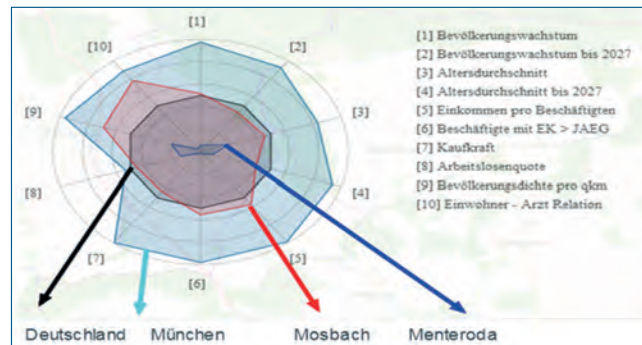 [1]
[2]
[3]
[4]
[5]
[6]
[7]
[8]
[9]
[10]
[1] Bevölkerungswachstum
[2] Bevölkerungswachstum bis 2027
[3] Altersdurchschnitt
[4] Altersdurchschnitt bis 2027
[5] Einkommen pro Beschäftigten
[6] Beschäftigte mit EK > JAEG
[7] Kaufkraft
[8] Arbeitslosenquote
[9] Bevölkerungsdichte pro qkm
[10] Einwohner - Arzt Relation
Deutschland München Mosbach Menteroda